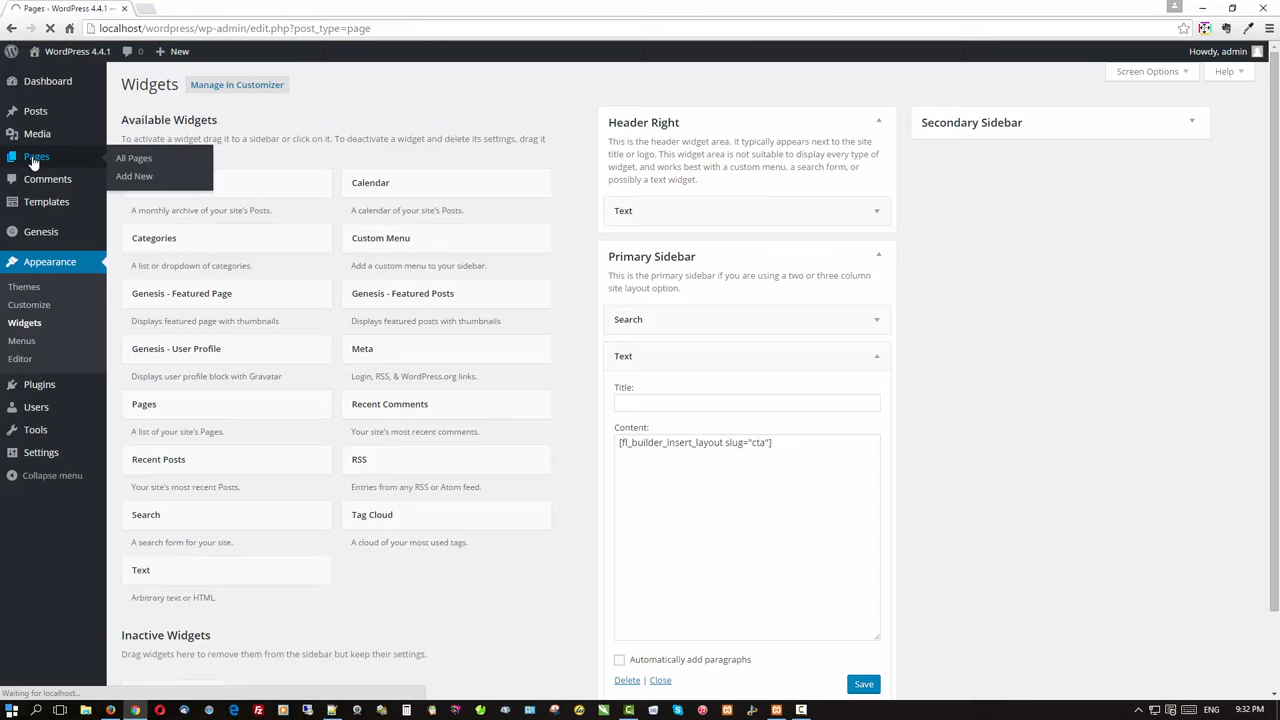 Pages ‹ WordPress 4.4.1 —
localhost/wordpress/wp-admin/edit.php?post_type=page
WordPress 4.4.1
0
New
Howdy, admin
Dashboard
Posts
Media
Pages
All Pages
Add New
Comments
Templates
Genesis
Appearance
Themes
Customize
Widgets
Menus
Editor
Plugins
Users
Tools
Settings
Collapse menu
Screen Options
Help
Widgets
Manage in Customizer
Available Widgets
To activate a widget drag it to a sidebar or click on it. To deactivate a widget and delete its settings, drag it
A monthly archive of your site's Posts.
Calendar
A calendar of your site's Posts.
Categories
A list or dropdown of categories.
Custom Menu
Add a custom menu to your sidebar.
Genesis - Featured Page
Displays featured page with thumbnails
Genesis - Featured Posts
Displays featured posts with thumbnails
Genesis - User Profile
Displays user profile block with Gravatar
Meta
Login, RSS, & WordPress.org links.
Pages
A list of your site's Pages.
Recent Comments
Your site's most recent comments.
Recent Posts
Your site's most recent Posts.
RSS
Entries from any RSS or Atom feed.
Search
A search form for your site.
Tag Cloud
A cloud of your most used tags.
Text
Arbitrary text or HTML.
Inactive Widgets
Drag widgets here to remove them from the sidebar but keep their settings.
Header Right
This is the header widget area. It typically appears next to the
site title or logo. This widget area is not suitable to display every type of
widget, and works best with a custom menu, a search form, or
possibly a text widget.
Text
Primary Sidebar
This is the primary sidebar if you are using a two or three column
site layout option.
Search
Text
Title:
Content:
[fl_builder_insert_layout slug="cta"]
Automatically add paragraphs
Delete | Close
Save
Secondary Sidebar
Waiting for localhost...
ENG
9:32 PM